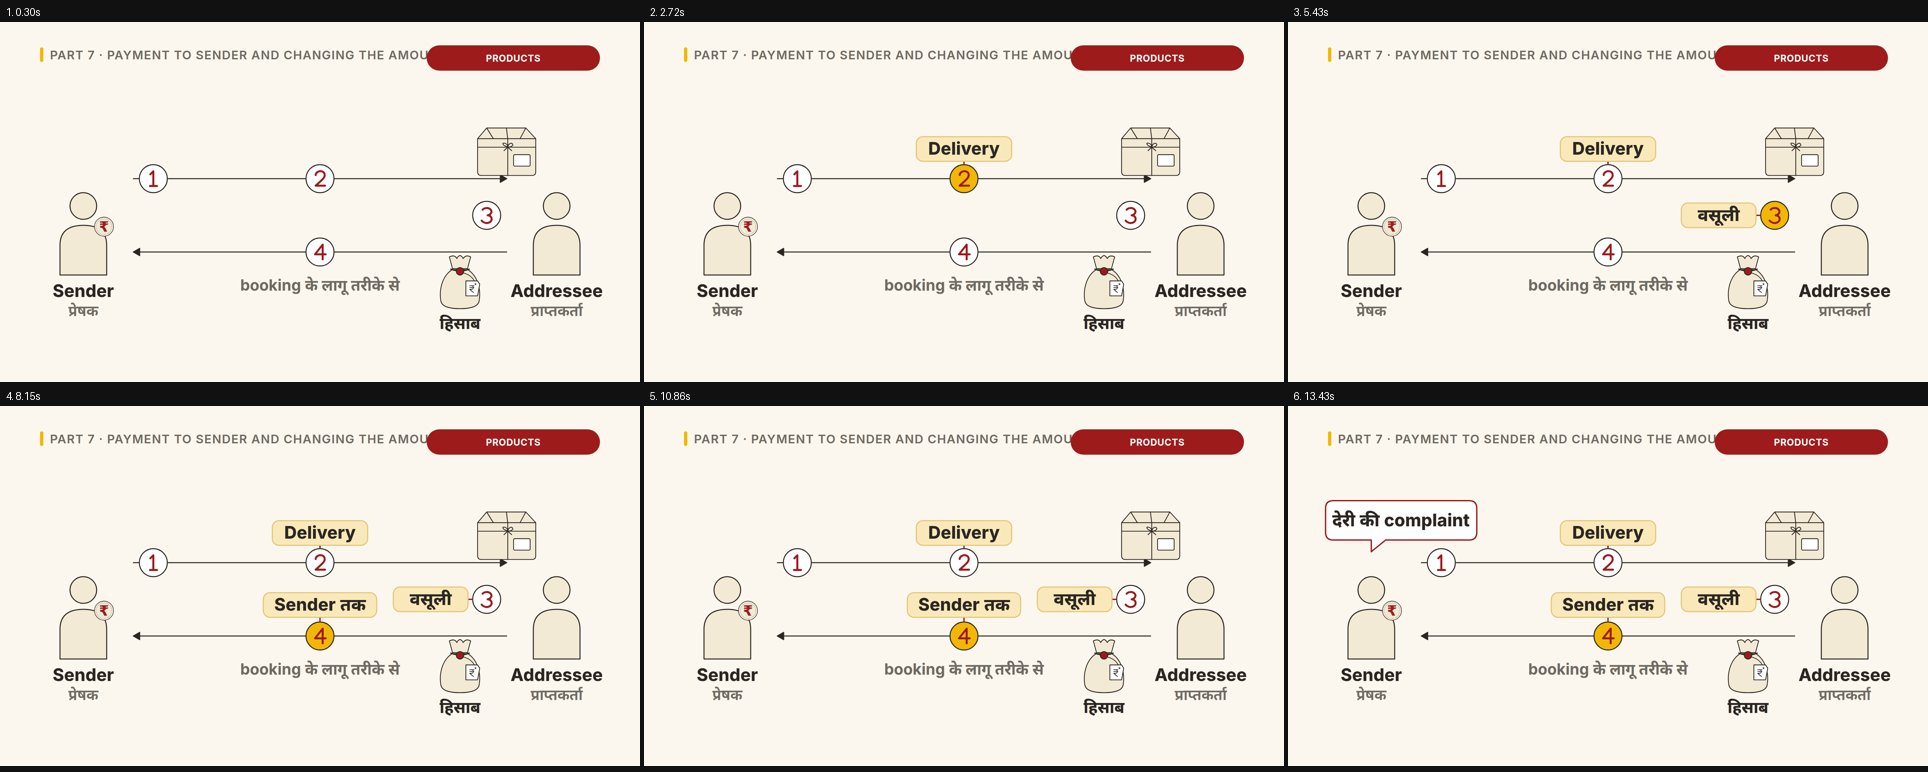 1. 0.30s
PART 7 · PAYMENT TO SENDER AND CHANGING THE AMOU
PRODUCTS
1
2
3
₹
4
booking के लागू तरीके से
₹
Sender
प्रेषक
Addressee
प्राप्तकर्ता
हिसाब
2. 2.72s
PART 7 · PAYMENT TO SENDER AND CHANGING THE AMOU
PRODUCTS
Delivery
1
2
3
₹
4
booking के लागू तरीके से
₹
Sender
प्रेषक
Addressee
प्राप्तकर्ता
हिसाब
3. 5.43s
PART 7 · PAYMENT TO SENDER AND CHANGING THE AMOU
PRODUCTS
Delivery
1
2
वसूली
3
₹
4
booking के लागू तरीके से
₹
Sender
प्रेषक
Addressee
प्राप्तकर्ता
हिसाब
4. 8.15s
PART 7 · PAYMENT TO SENDER AND CHANGING THE AMOU
PRODUCTS
Delivery
1
2
वसूली
3
Sender तक
₹
4
booking के लागू तरीके से
₹
Sender
प्रेषक
Addressee
प्राप्तकर्ता
हिसाब
5. 10.86s
PART 7 · PAYMENT TO SENDER AND CHANGING THE AMOU
PRODUCTS
Delivery
1
2
वसूली
3
Sender तक
₹
4
booking के लागू तरीके से
₹
Sender
प्रेषक
Addressee
प्राप्तकर्ता
हिसाब
6. 13.43s
PART 7 · PAYMENT TO SENDER AND CHANGING THE AMOU
PRODUCTS
देरी की complaint
Delivery
1
2
वसूली
3
Sender तक
₹
4
booking के लागू तरीके से
₹
Sender
प्रेषक
Addressee
प्राप्तकर्ता
हिसाब